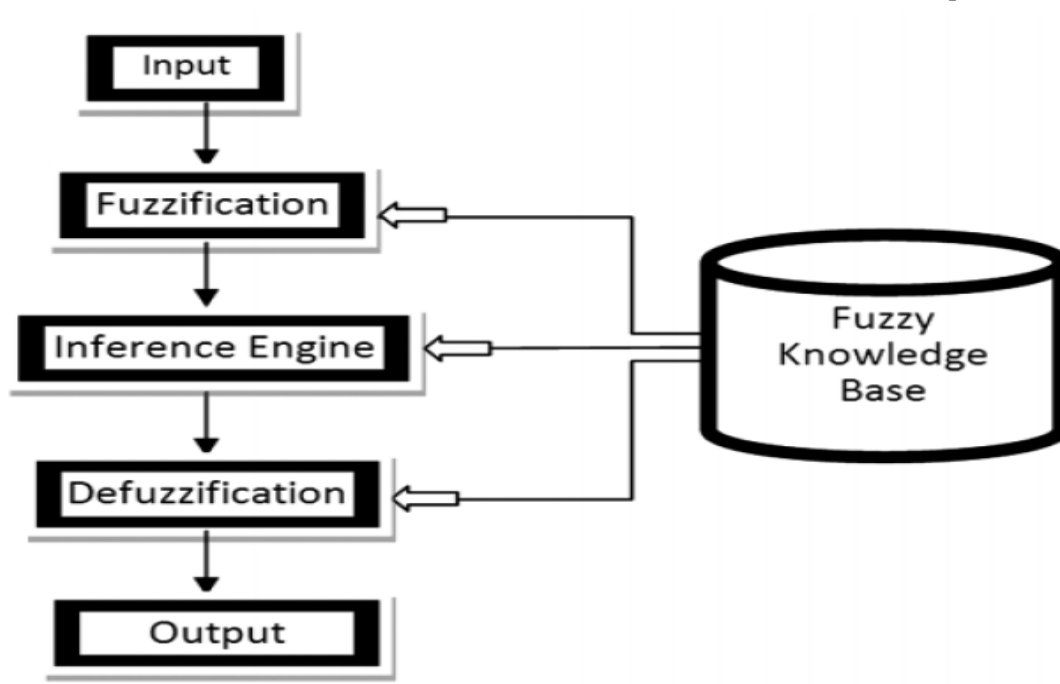 Input
Fuzzification
Inference Engine
Defuzzification
Output
Fuzzy
Knowledge
Base